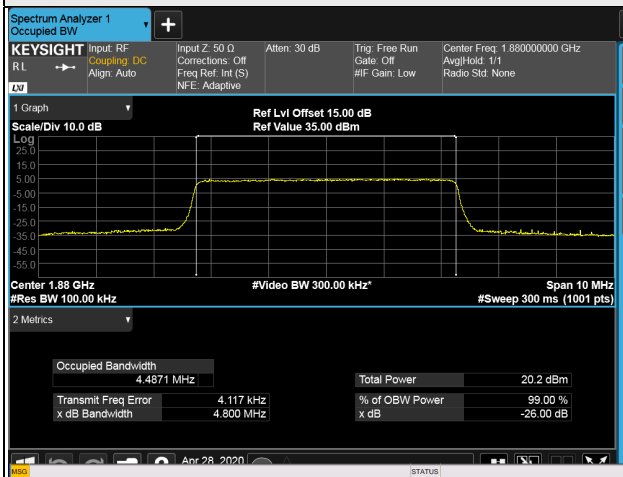 Spectrum Analyzer 1
Occupied BW
KEYSIGHT
RL
LXI
Input: RF
Coupling: DC
Align: Auto
Input Z: 50 Ω
Corrections: Off
Freq Ref: Int (S)
NFE: Adaptive
Atten: 30 dB
Trig: Free Run
Gate: Off
#IF Gain: Low
Center Freq: 1.880000000 GHz
Avg|Hold: 1/1
Radio Std: None
1 Graph
Scale/Div 10.0 dB
Ref Lvl Offset 15.00 dB
Ref Value 35.00 dBm
Log
25.0
15.0
5.00
-5.00
-15.0
-25.0
-35.0
-45.0
-55.0
Center 1.88 GHz
#Res BW 100.00 kHz
#Video BW 300.00 kHz*
Span 10 MHz
#Sweep 300 ms (1001 pts)
2 Metrics
Occupied Bandwidth
4.4871 MHz
Transmit Freq Error 4.117 kHz
x dB Bandwidth 4.800 MHz
Total Power 20.2 dBm
% of OBW Power 99.00 %
x dB -26.00 dB
Apr 28, 2020
MSG
STATUS